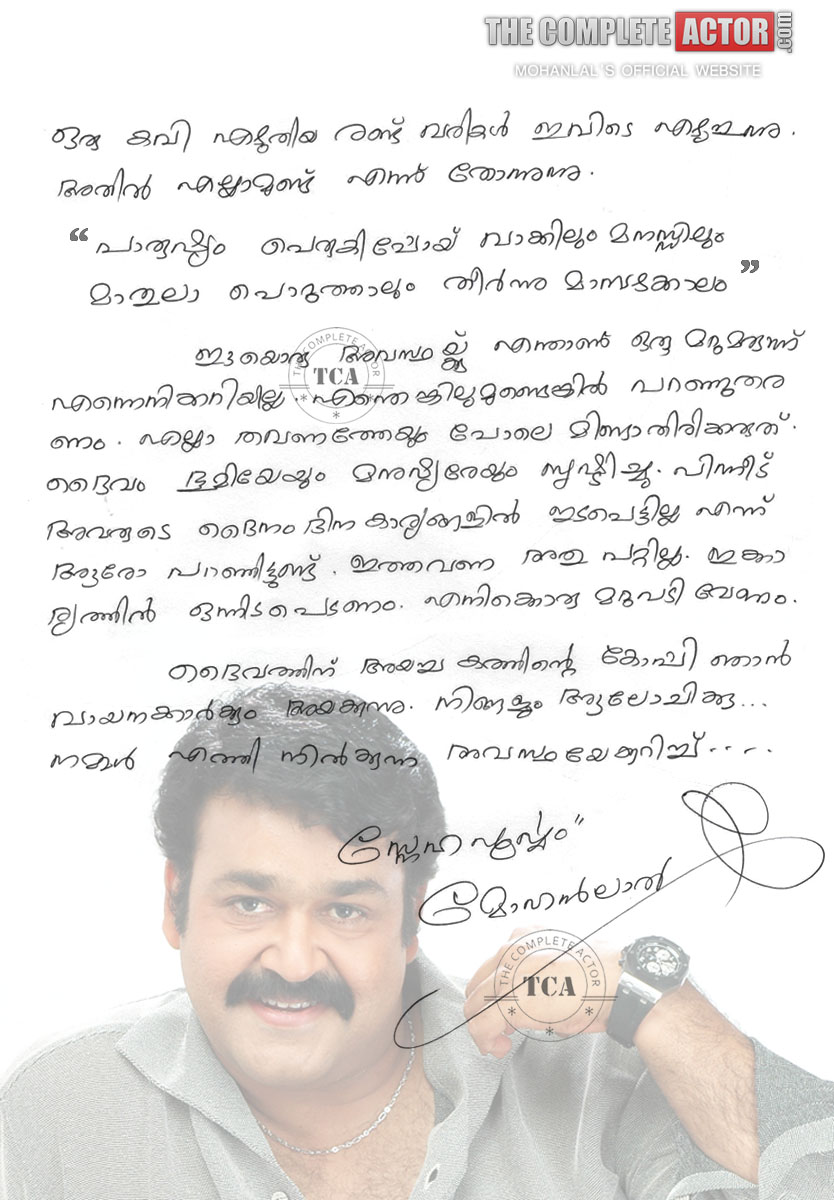 THE COMPLETE ACTOR.com
MOHANLAL'S OFFICIAL WEBSITE
ഒരു കവി എഴുതിയ രണ്ട് വരികൾ ഇവിടെ എഴുതുന്നു.
അതിൽ എല്ലാമുണ്ട് എന്ന് തോന്നുന്നു.
“ പാരുഷ്യം പെരുകിപ്പോയ് വാക്കിലും മനസ്സിലും
പൊറുത്താലും തീർന്നു ”
ഈയൊരു അവസ്ഥയ്ക്ക് എന്താണ് ഒരു മറുമരുന്ന്
എന്നെനിക്കറിയില്ല. എന്തെങ്കിലുമുണ്ടെങ്കിൽ പറഞ്ഞുതര
ണം. എല്ലാ തവണത്തേയും പോലെ മിണ്ടാതിരിക്കരുത്.
ദൈവം ഭൂമിയേയും മനുഷ്യരേയും സൃഷ്ടിച്ചു. പിന്നീട്
അവരുടെ ദൈനംദിന കാര്യങ്ങളിൽ ഇടപെട്ടില്ല എന്ന്
ആരോ പറഞ്ഞിട്ടുണ്ട്. ഇത്തവണ അതു പറ്റില്ല. ഇക്കാ
ര്യത്തിൽ ഒന്നിടപെടണം. എനിക്കൊരു മറുപടി വേണം.
ദൈവത്തിന് അയച്ച കത്തിന്റെ കോപ്പി ഞാൻ
വായനക്കാർക്കും അയക്കുന്നു. നിങ്ങളും ആലോചിക്കൂ...
നമ്മൾ എത്തി നിൽക്കുന്ന അവസ്ഥയേക്കുറിച്ച്.....
സ്നേഹപൂർവ്വം"
മോഹൻലാൽ
THE COMPLETE ACTOR
TCA
THE COMPLETE ACTOR
TCA